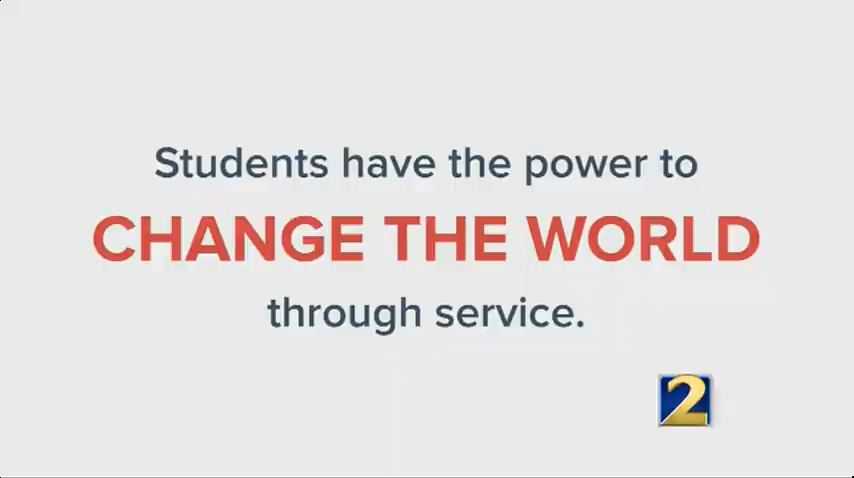 Students have the power to
CHANGE THE WORLD
through service.
2